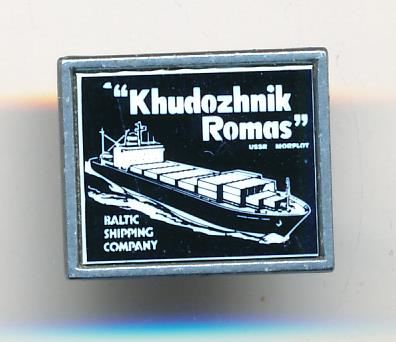 "Khudozhnik
Romas"
USSR MORFLOT
BALTIC
SHIPPING
COMPANY